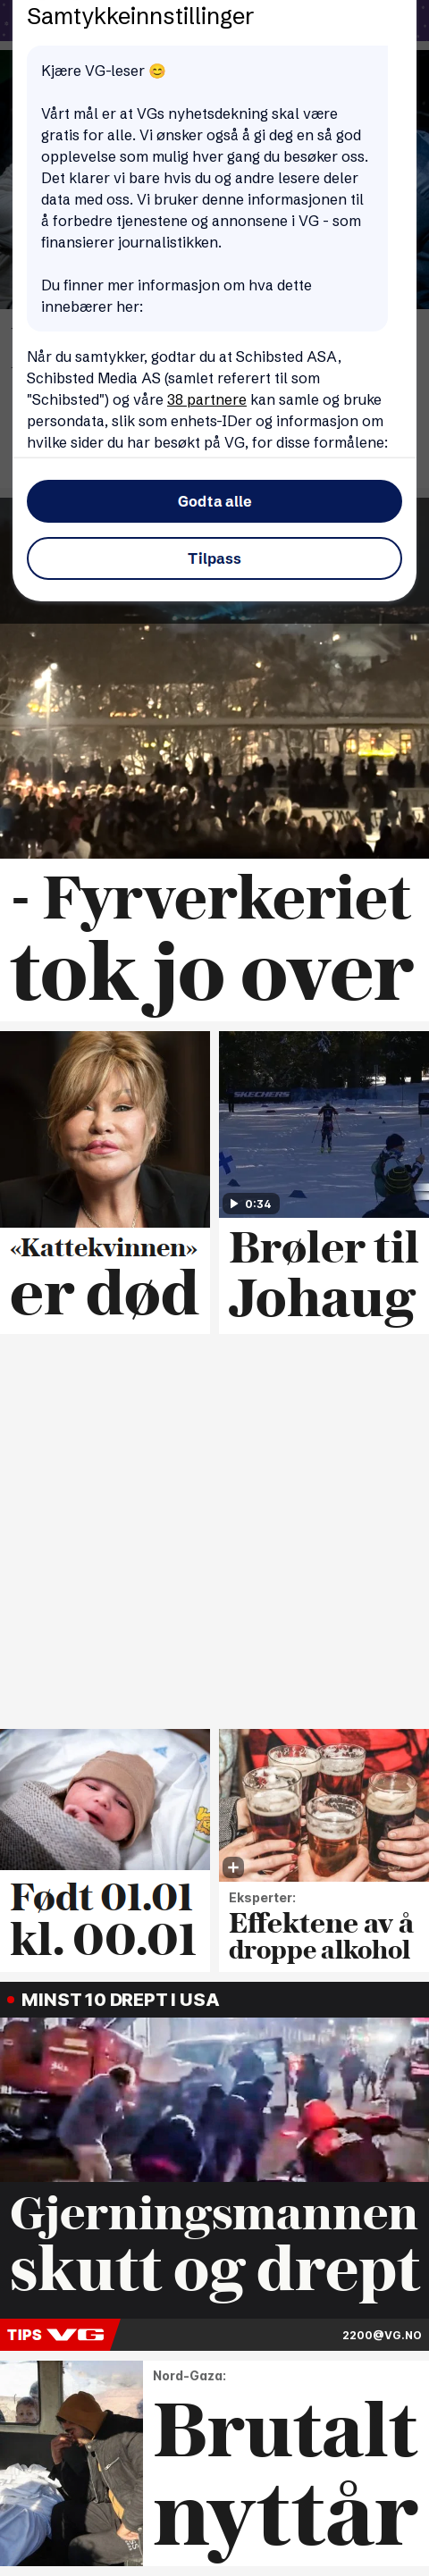 Samtykkeinnstillinger
Kjære VG-leser 😊
Vårt mål er at VGs nyhetsdekning skal være
gratis for alle. Vi ønsker også å gi deg en så god
opplevelse som mulig hver gang du besøker oss.
Det klarer vi bare hvis du og andre lesere deler
data med oss. Vi bruker denne informasjonen til
å forbedre tjenestene og annonsene i VG - som
finansierer journalistikken.
Du finner mer informasjon om hva dette
innebærer her:
Når du samtykker, godtar du at Schibsted ASA,
Schibsted Media AS (samlet referert til som
"Schibsted") og våre 38 partnere kan samle og bruke
persondata, slik som enhets-IDer og informasjon om
hvilke sider du har besøkt på VG, for disse formålene:
Godta alle
Tilpass
- Fyrverkeriet
tok jo over
«Kattekvinnen»
er død
SKECHERS
0:34
Brøler til
Johaug
Født 01.01
kl. 00.01
Eksperter:
Effektene av å
droppe alkohol
MINST 10 DREPT I USA
Gjerningsmannen
skutt og drept
TIPS VG
2200@VG.NO
Nord-Gaza:
Brutalt
nyttår